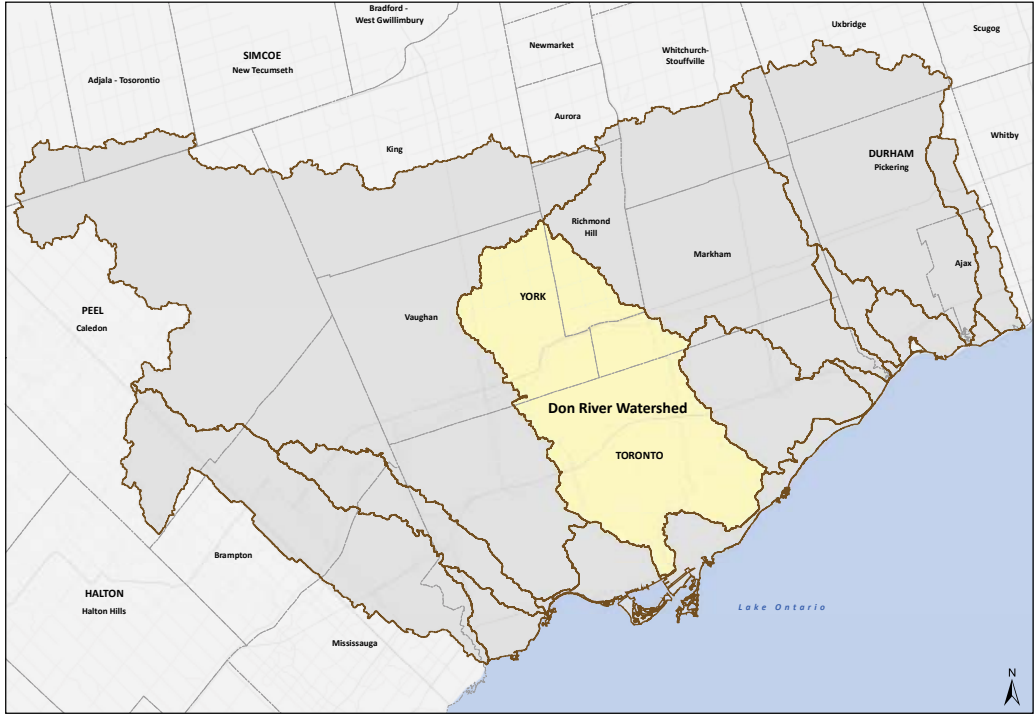 Bradford -
West Gwillimbury
Uxbridge
Scugog
SIMCOE
New Tecumseth
Newmarket
Whitchurch-
Stouffville
Adjala - Tosorontio
Aurora
Whitby
King
DURHAM
Pickering
Richmond
Hill
Markham
Ajax
YORK
PEEL
Caledon
Vaughan
Don River Watershed
TORONTO
Brampton
HALTON
Halton Hills
Lake Ontario
Mississauga
N